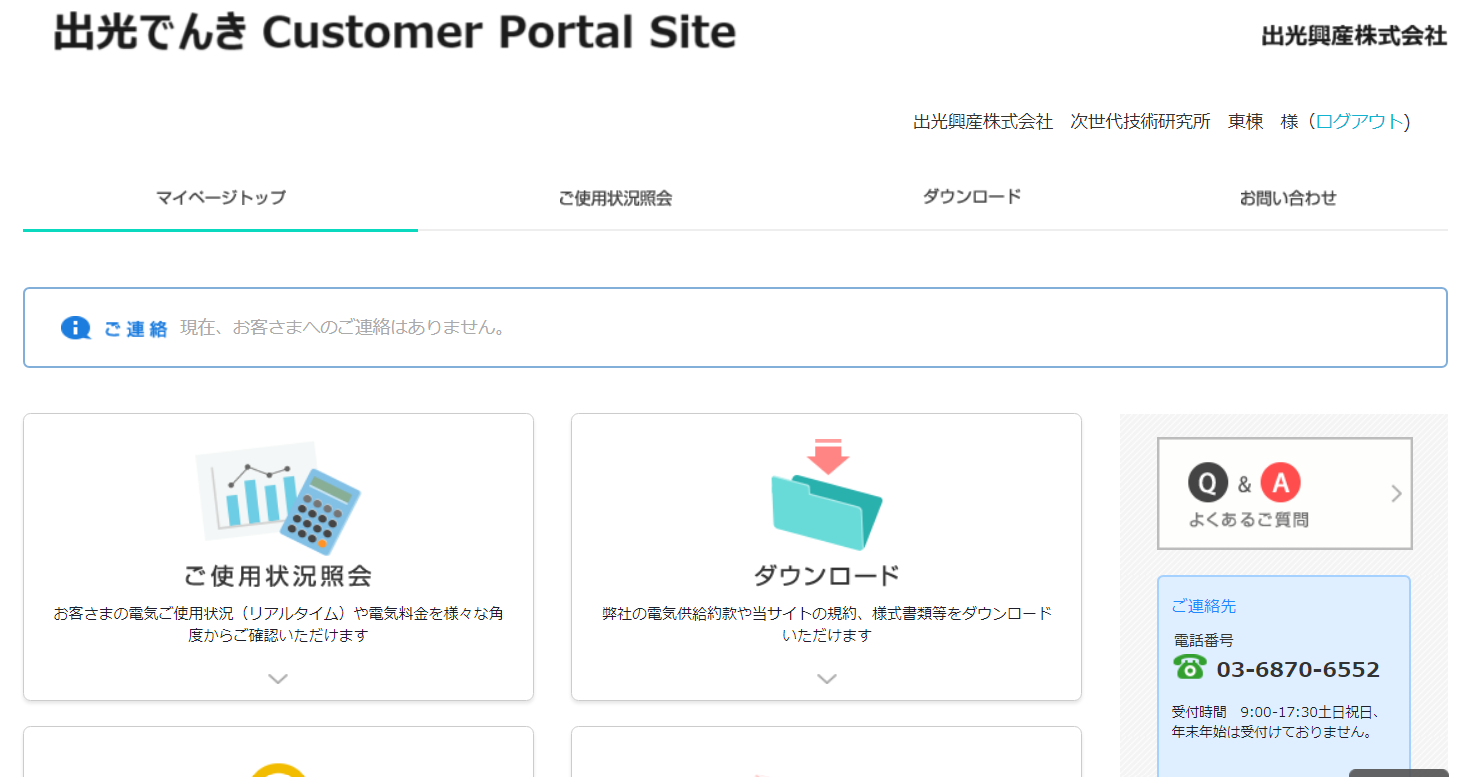 出光でんき Customer Portal Site
出光興産株式会社
出光興産株式会社　次世代技術研究所　東棟　様（ログアウト)
マイページトップ
ご使用状況照会
ダウンロード
お問い合わせ
ご連絡 現在、お客さまへのご連絡はありません。
ご使用状況照会
お客さまの電気ご使用状況（リアルタイム）や電気料金を様々な角
度からご確認いただけます
ダウンロード
弊社の電気供給約款や当サイトの規約、様式書類等をダウンロード
いただけます
Q & A
よくあるご質問
ご連絡先
電話番号
03-6870-6552
受付時間　9:00-17:30土日祝日、
年末年始は受付けておりません。